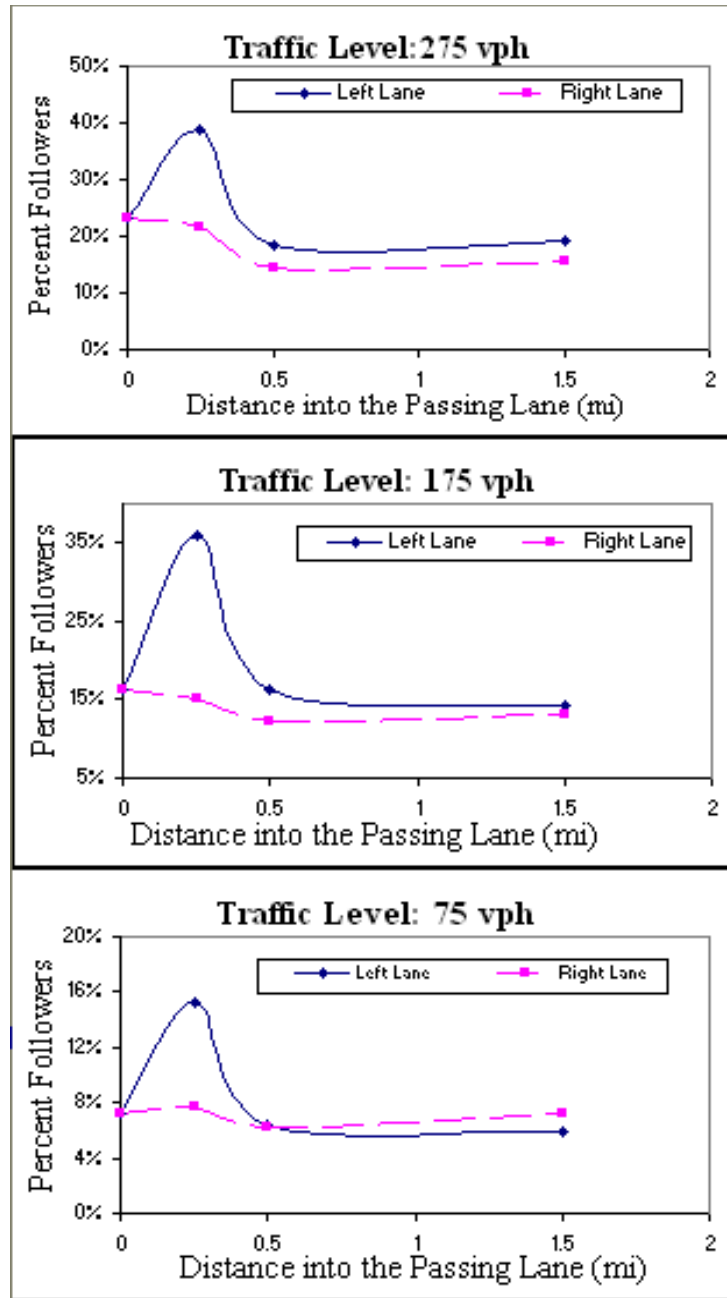 Traffic Level:275 vph
50%
Left Lane
Right Lane
40%
30%
20%
10%
0%
Percent Followers
0
0.5
1
1.5
2
Distance into the Passing Lane (mi)
Traffic Level: 175 vph
35%
Left Lane
Right Lane
25%
15%
5%
Percent Followers
0
0.5
1
1.5
2
Distance into the Passing Lane (mi)
Traffic Level: 75 vph
20%
Left Lane
Right Lane
16%
12%
8%
4%
0%
Percent Followers
0
0.5
1
1.5
2
Distance into the Passing Lane (mi)